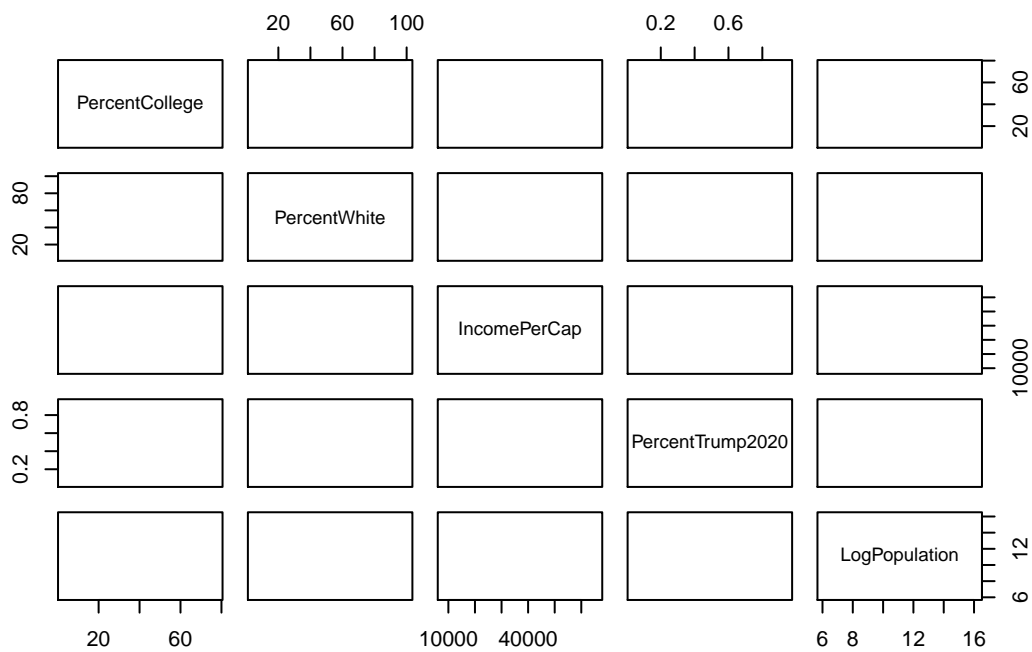 20 60 100 0.2 0.6
PercentCollege
20 60
PercentWhite
20 80
IncomePerCap
10000
PercentTrump2020
0.2 0.8
LogPopulation
6 12
20 60 10000 40000 6 8 12 16